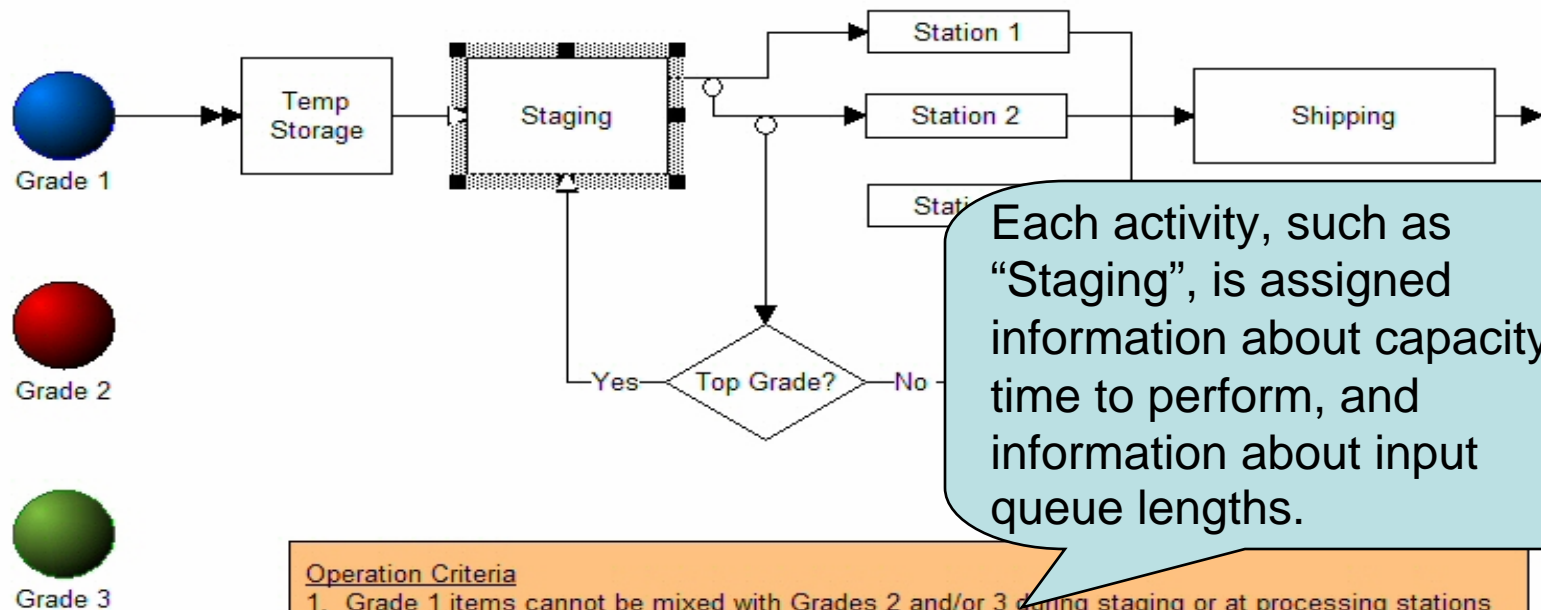 Station 1
Temp
Storage
Staging
Station 2
Shipping
Grade 1
Each activity, such as
“Staging”, is assigned
information about capacity
time to perform, and
information about input
queue lengths.
Yes
Top Grade?
No
Grade 2
Grade 3
Operation Criteria
1. Grade 1 items cannot be mixed with Grades 2 and/or 3 during staging or at processing stations